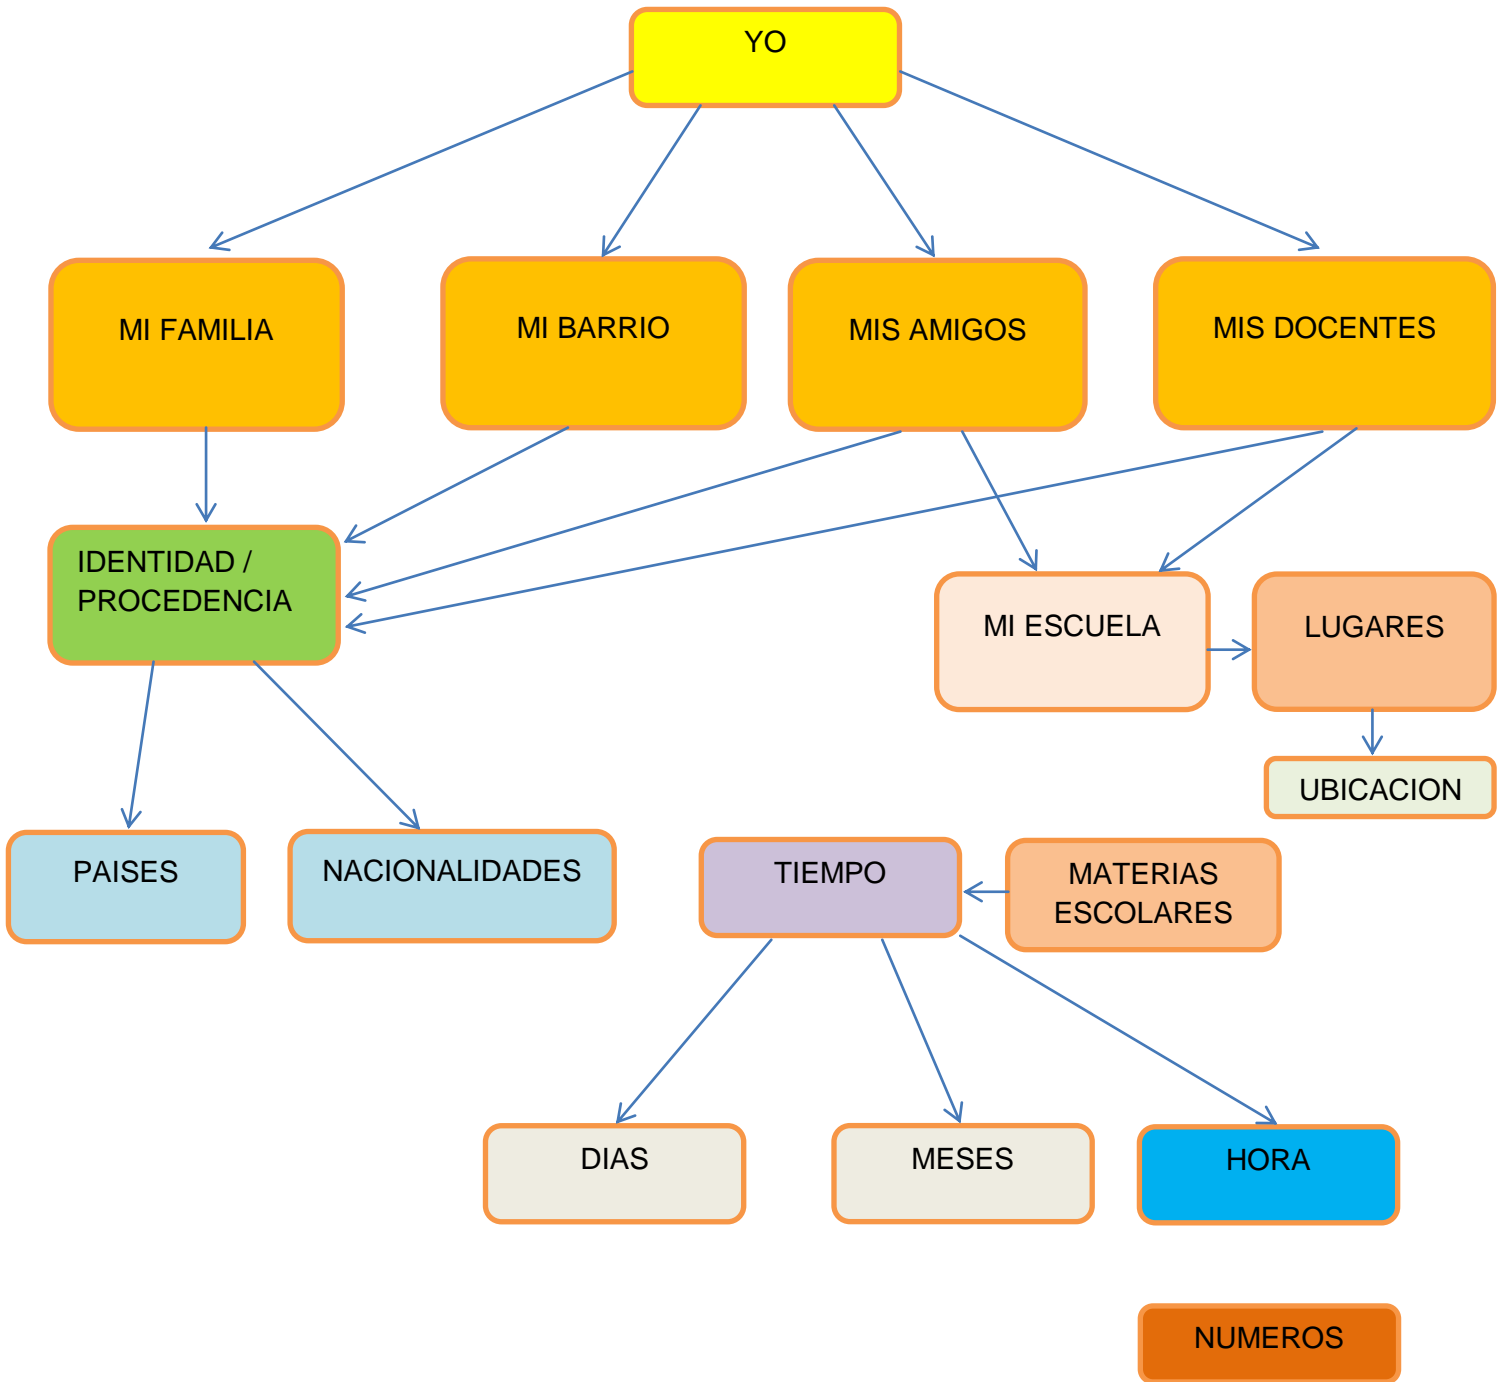 YO
MI FAMILIA
MI BARRIO
MIS AMIGOS
MIS DOCENTES
IDENTIDAD /
PROCEDENCIA
MI ESCUELA
LUGARES
UBICACION
PAISES
NACIONALIDADES
TIEMPO
MATERIAS
ESCOLARES
DIAS
MESES
HORA
NUMEROS